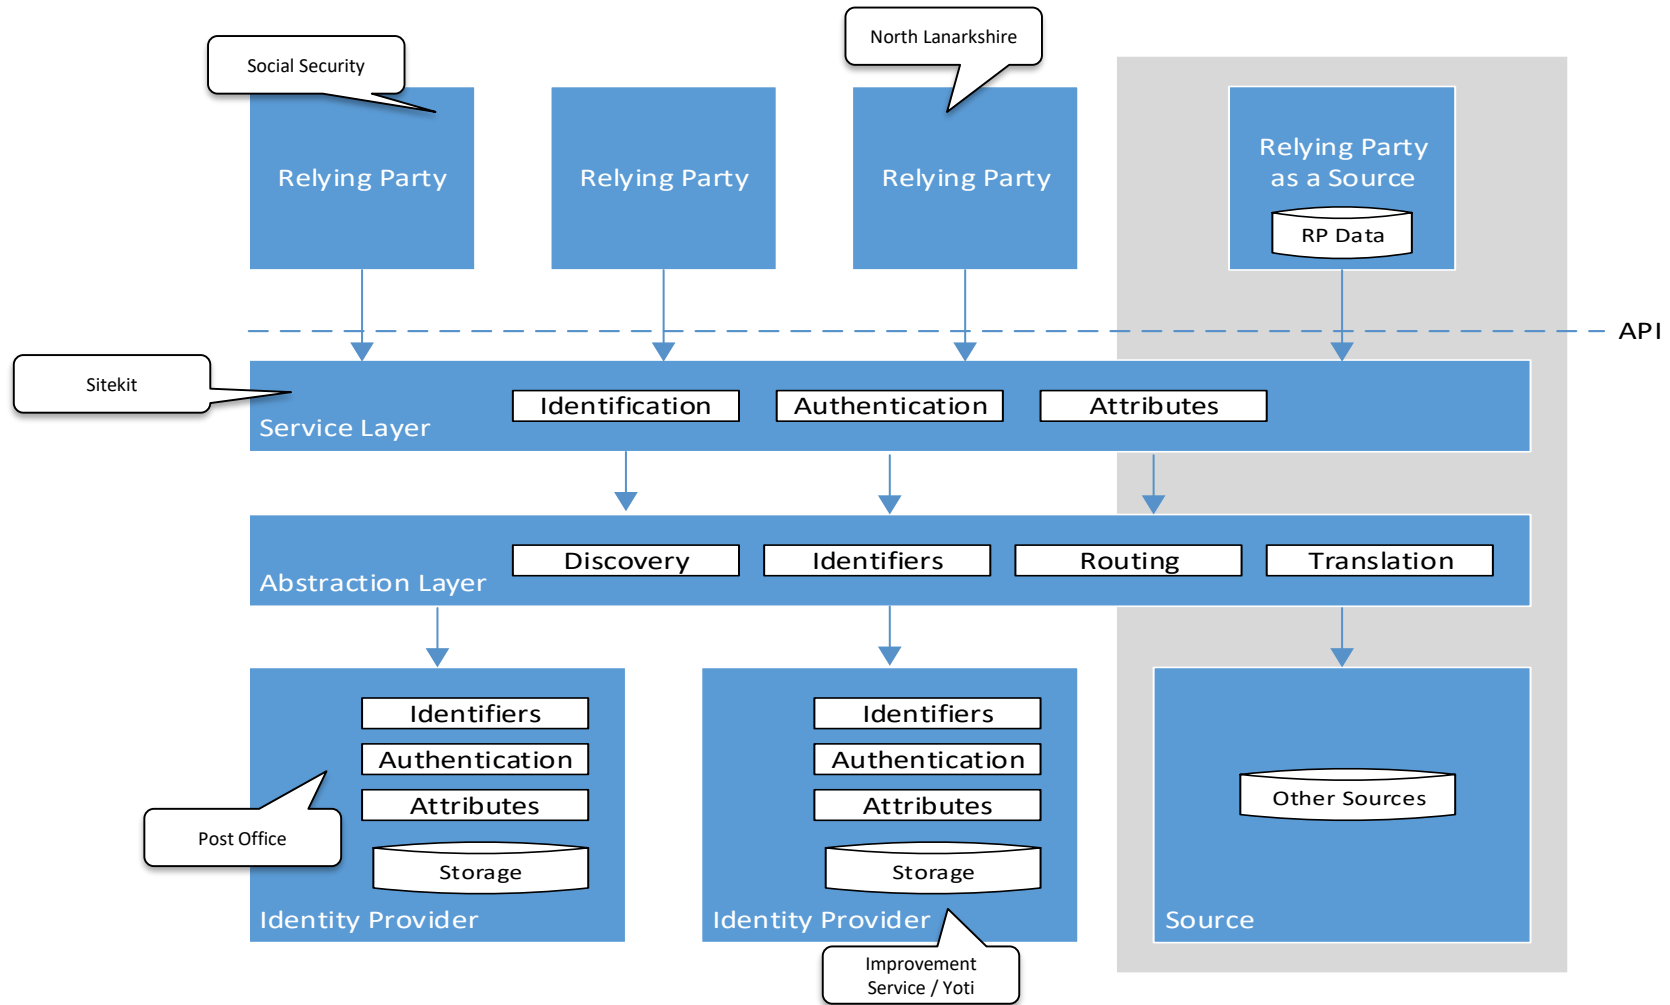 North Lanarkshire
Social Security
Relying Party
Relying Party
Relying Party
Relying Party
as a Source
RP Data
API
Sitekit
Identification
Authentication
Attributes
Service Layer
Discovery
Identifiers
Routing
Translation
Abstraction Layer
Identifiers
Authentication
Attributes
Storage
Identity Provider
Post Office
Identifiers
Authentication
Attributes
Storage
Identity Provider
Improvement
Service / Yoti
Other Sources
Source